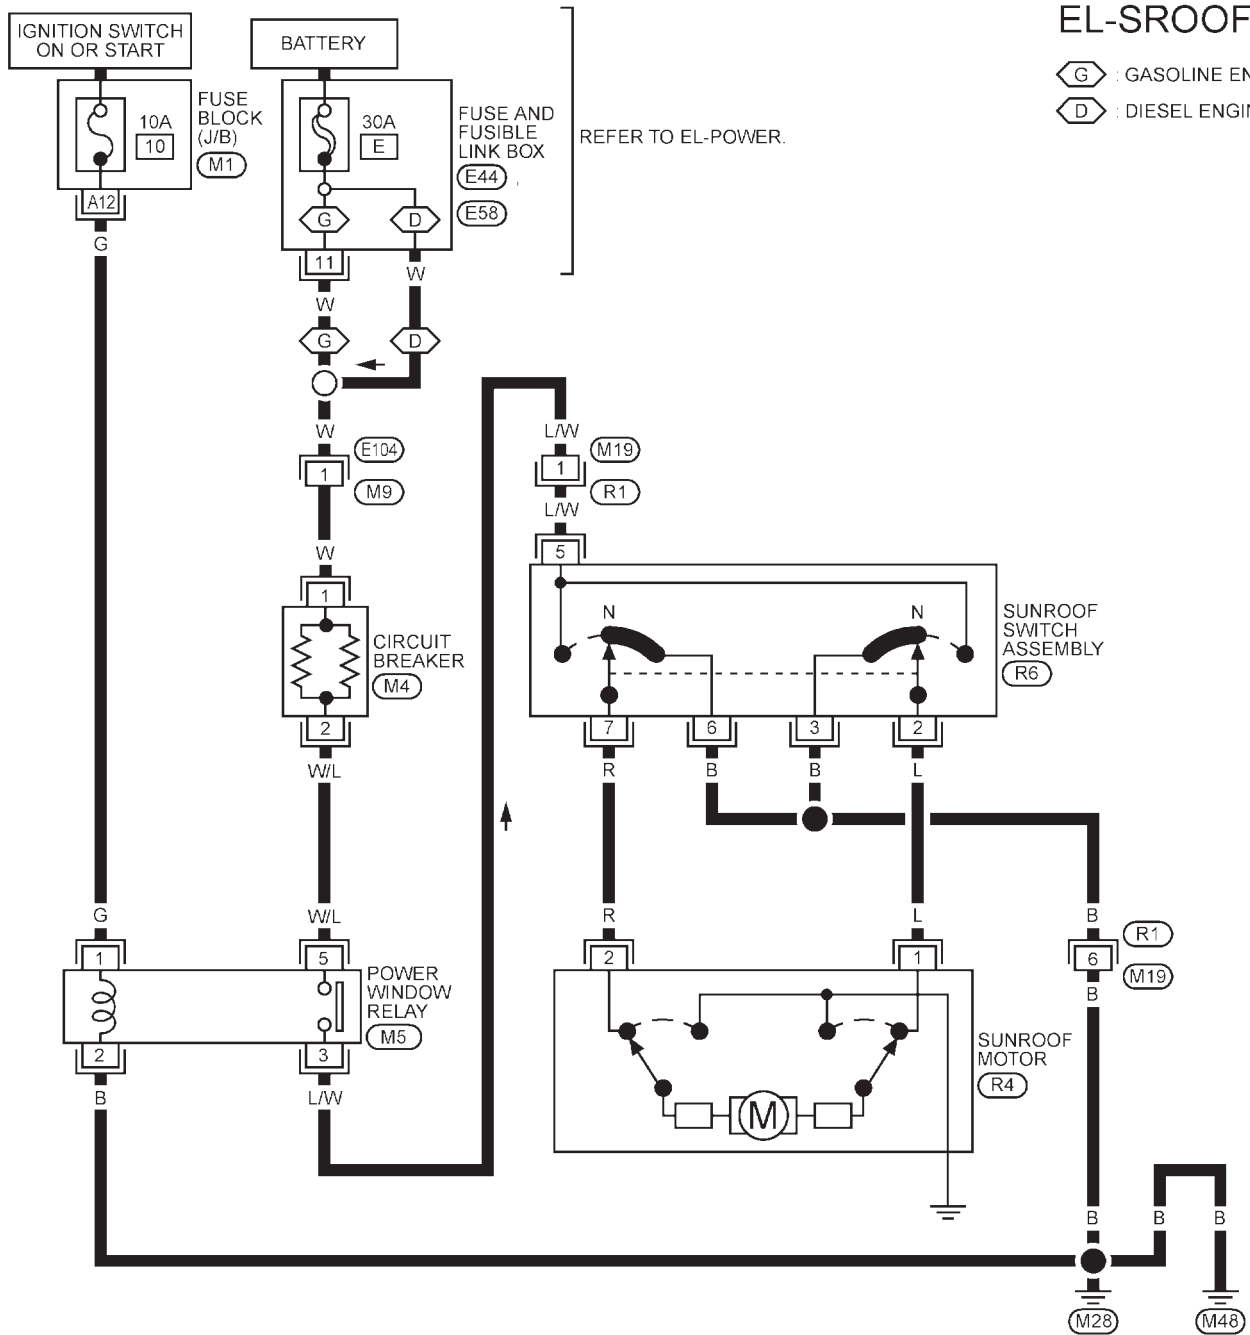 EL-SROOF
G : GASOLINE EN
D : DIESEL ENGIN
IGNITION SWITCH
ON OR START
BATTERY
10A
10
FUSE
BLOCK
(J/B)
M1
30A
E
FUSE AND
FUSIBLE
LINK BOX
E44
E58
REFER TO EL-POWER.
A12
G
G
D
11
W
W
G
D
W
E104
1
M9
W
1
CIRCUIT
BREAKER
M4
2
W/L
L/W
M19
1
R1
L/W
5
N
N
SUNROOF
SWITCH
ASSEMBLY
R6
7
6
3
2
R
B
B
L
G
W/L
R
L
B
1
5
POWER
WINDOW
RELAY
M5
2
3
B
L/W
2
1
R1
6
M19
B
SUNROOF
MOTOR
R4
M
B
B
B
M28
M48